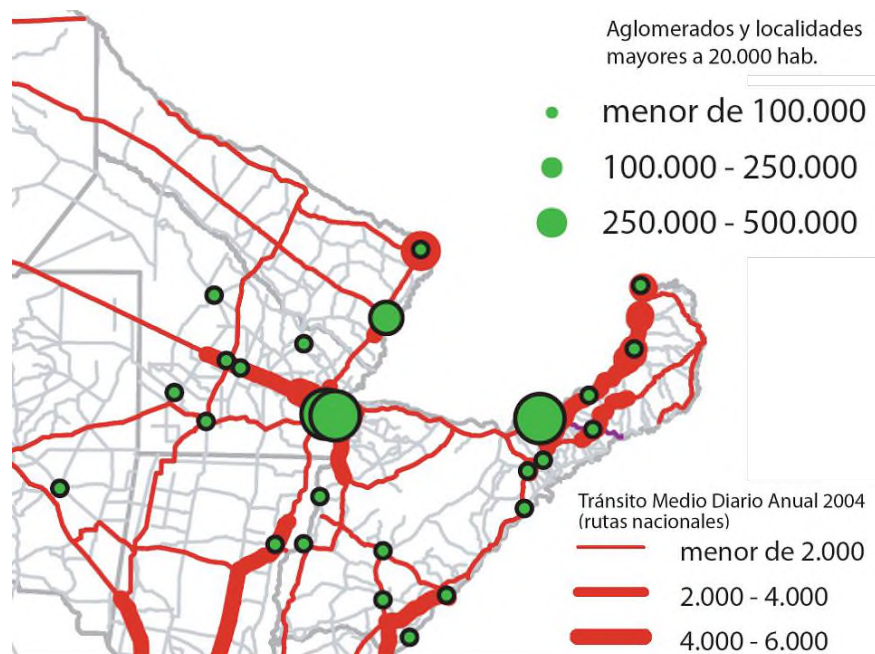 Aglomerados y localidades
mayores a 20.000 hab.
menor de 100.000
100.000 - 250.000
250.000 - 500.000
Tránsito Medio Diario Anual 2004
(rutas nacionales)
menor de 2.000
2.000 - 4.000
4.000 - 6.000